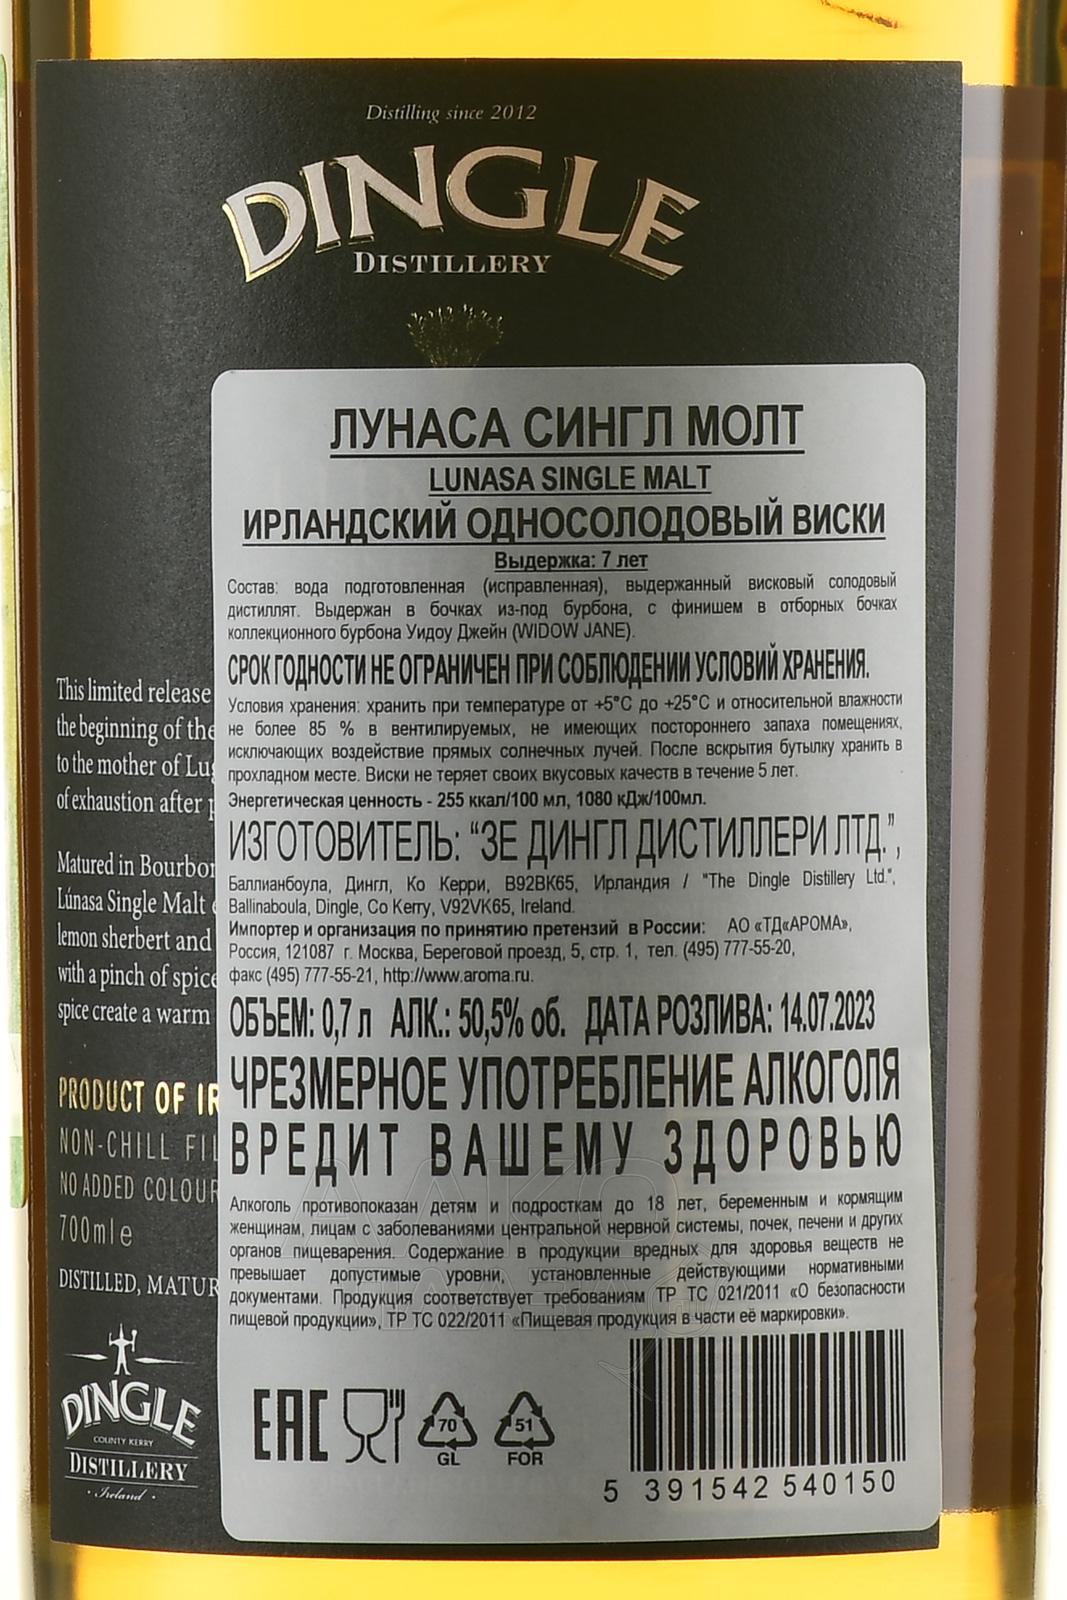 Distilling since 2012
DINGLE
DISTILLERY
ЛУНАСА СИНГЛ МОЛТ
LUNASA SINGLE MALT
ИРЛАНДСКИЙ ОДНОСОЛОДОВЫЙ ВИСКИ
Выдержка: 7 лет
Состав: вода подготовленная (исправленная), выдержанный висковый солодовый
дистиллят. Выдержан в бочках из-под бурбона, с финишем в отборных бочках
коллекционного бурбона Уидоу Джейн (WIDOW JANE).
СРОК ГОДНОСТИ НЕ ОГРАНИЧЕН ПРИ СОБЛЮДЕНИИ УСЛОВИЙ ХРАНЕНИЯ.
Условия хранения: хранить при температуре от +5°С до +25°С и относительной влажности
не более 85 % в вентилируемых, не имеющих постороннего запаха помещениях,
исключающих воздействие прямых солнечных лучей. После вскрытия бутылку хранить в
прохладном месте. Виски не теряет своих вкусовых качеств в течение 5 лет.
Энергетическая ценность - 255 ккал/100 мл, 1080 кДж/100мл.
ИЗГОТОВИТЕЛЬ: “ЗЕ ДИНГЛ ДИСТИЛЛЕРИ ЛТД.”,
Баллианбоула, Дингл, Ко Керри, В92ВК65, Ирландия / "The Dingle Distillery Ltd.",
Ballinaboula, Dingle, Co Kerry, V92VK65, Ireland.
Импортер и организация по принятию претензий в России: АО «ТД«АРОМА»,
Россия, 121087 г. Москва, Береговой проезд, 5, стр. 1, тел. (495) 777-55-20,
факс (495) 777-55-21, http://www.aroma.ru.
ОБЪЕМ: 0,7 л АЛК.: 50,5% об. ДАТА РОЗЛИВА: 14.07.2023
ЧРЕЗМЕРНОЕ УПОТРЕБЛЕНИЕ АЛКОГОЛЯ
ВРЕДИТ ВАШЕМУ ЗДОРОВЬЮ
Алкоголь противопоказан детям и подросткам до 18 лет, беременным и кормящим
женщинам, лицам с заболеваниями центральной нервной системы, почек, печени и других
органов пищеварения. Содержание в продукции вредных для здоровья веществ не
превышает допустимые уровни, установленные действующими нормативными
документами. Продукция соответствует требованиям ТР ТС 021/2011 «О безопасности
пищевой продукции», ТР ТС 022/2011 «Пищевая продукция в части её маркировки».
EAC
70
GL
51
FOR
5 391542 540150
This limited release
the beginning of the
to the mother of
of exhaustion after
Matured in Bourbon
Lúnasa Single Malt
lemon sherbert and
with a pinch of spice
spice create a warm
PRODUCT OF
NON-CHILL
NO ADDED COLOUR
700ml e
DISTILLED,
DINGLE
COUNTY KERRY
DISTILLERY
Ireland